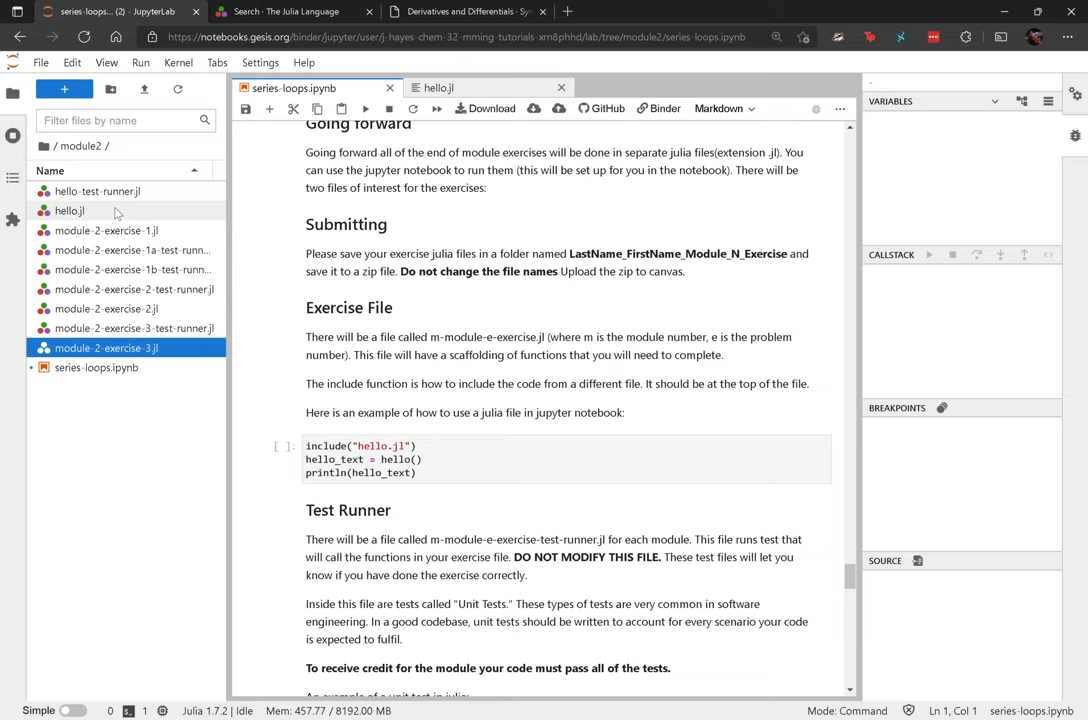 series-loops... (2) - JupyterLab
Search · The Julia Language
Derivatives and Differentials · Sy
https://notebooks.gesis.org/binder/jupyter/user/j-hayes-chem-32-mming-tutorials-xrn8phhd/lab/tree/module2/series-loops.ipynb
File Edit View Run Kernel Tabs Settings Help
series-loops.ipynb
hello.jl
Download GitHub Binder Markdown
VARIABLES
Filter files by name
/ module2 /
Name
hello-test-runner.jl
hello.jl
module-2-exercise-1.jl
module-2-exercise-1a-test-runn...
module-2-exercise-1b-test-runn...
module-2-exercise-2-test-runner.jl
module-2-exercise-2.jl
module-2-exercise-3-test-runner.jl
module-2-exercise-3.jl
series-loops.ipynb
Going forward
Going forward all of the end of module exercises will be done in separate julia files(extension .jl). You
can use the jupyter notebook to run them (this will be set up for you in the notebook). There will be
two files of interest for the exercises:
Submitting
Please save your exercise julia files in a folder named LastName_FirstName_Module_N_Exercise and
save it to a zip file. Do not change the file names Upload the zip to canvas.
Exercise File
There will be a file called m-module-e-exercise.jl (where m is the module number, e is the problem
number). This file will have a scaffolding of functions that you will need to complete.
The include function is how to include the code from a different file. It should be at the top of the file.
Here is an example of how to use a julia file in jupyter notebook:
[ ]: include("hello.jl")
hello_text = hello()
println(hello_text)
Test Runner
There will be a file called m-module-e-exercise-test-runner.jl for each module. This file runs test that
will call the functions in your exercise file. DO NOT MODIFY THIS FILE. These test files will let you
know if you have done the exercise correctly.
Inside this file are tests called "Unit Tests." These types of tests are very common in software
engineering. In a good codebase, unit tests should be written to account for every scenario your code
is expected to fulfil.
To receive credit for the module your code must pass all of the tests.
An example of a unit test in julia:
CALLSTACK
BREAKPOINTS
SOURCE
Simple 0 1 Julia 1.7.2 | Idle Mem: 457.77 / 8192.00 MB Mode: Command Ln 1, Col 1 series-loops.ipynb